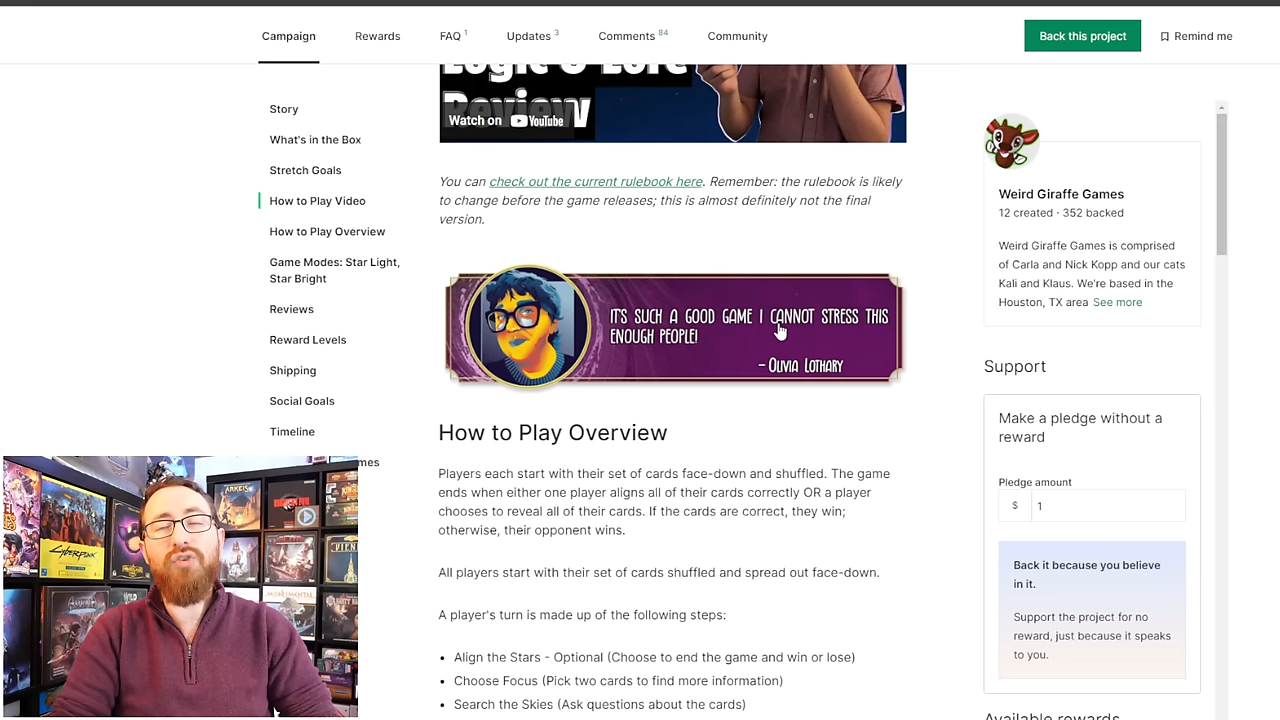 Campaign
Rewards
FAQ 1
Updates 3
Comments 84
Community
Back this project
Remind me
Story
What's in the Box
Stretch Goals
How to Play Video
How to Play Overview
Game Modes: Star Light,
Star Bright
Reviews
Reward Levels
Shipping
Social Goals
Timeline
mes
Logic & Lore
Review
Watch on YouTube
You can check out the current rulebook here. Remember: the rulebook is likely
to change before the game releases; this is almost definitely not the final
version.
IT'S SUCH A GOOD GAME I CANNOT STRESS THIS
ENOUGH PEOPLE!
- OLIVIA LOTHARY
How to Play Overview
Players each start with their set of cards face-down and shuffled. The game
ends when either one player aligns all of their cards correctly OR a player
chooses to reveal all of their cards. If the cards are correct, they win;
otherwise, their opponent wins.
All players start with their set of cards shuffled and spread out face-down.
A player's turn is made up of the following steps:
• Align the Stars - Optional (Choose to end the game and win or lose)
• Choose Focus (Pick two cards to find more information)
• Search the Skies (Ask questions about the cards)
Weird Giraffe Games
12 created · 352 backed
Weird Giraffe Games is comprised
of Carla and Nick Kopp and our cats
Kali and Klaus. We're based in the
Houston, TX area See more
Support
Make a pledge without a
reward
Pledge amount
$ 1
Back it because you believe
in it.
Support the project for no
reward, just because it speaks
to you.
Available rewards
ARKEIS
CYBERPUNK
MONUMENTAL
VIEN